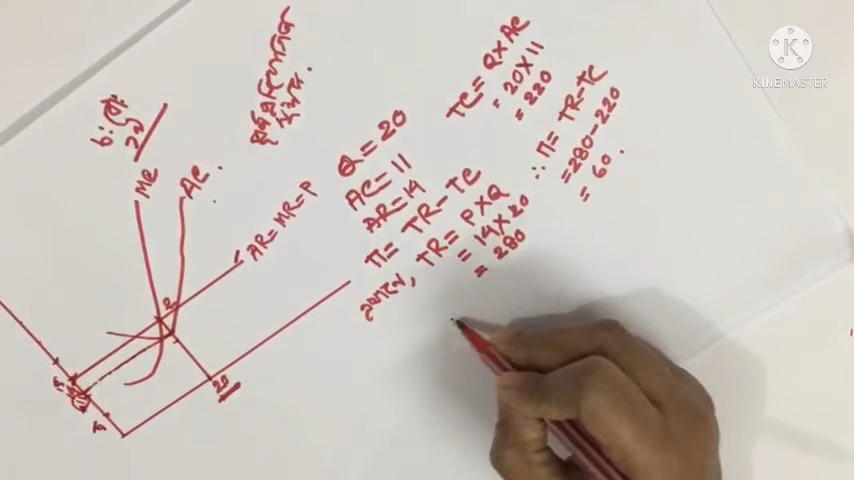 KINEMASTER
MC
AC
AR=MR=P
e
20
Q = 20
AC = 11
AR = 14
π = TR - TC
TR = P×Q
= 14×20
= 280
TC = Q×AC
= 20×11
= 220
∴ π = TR-TC
= 280-220
= 60.